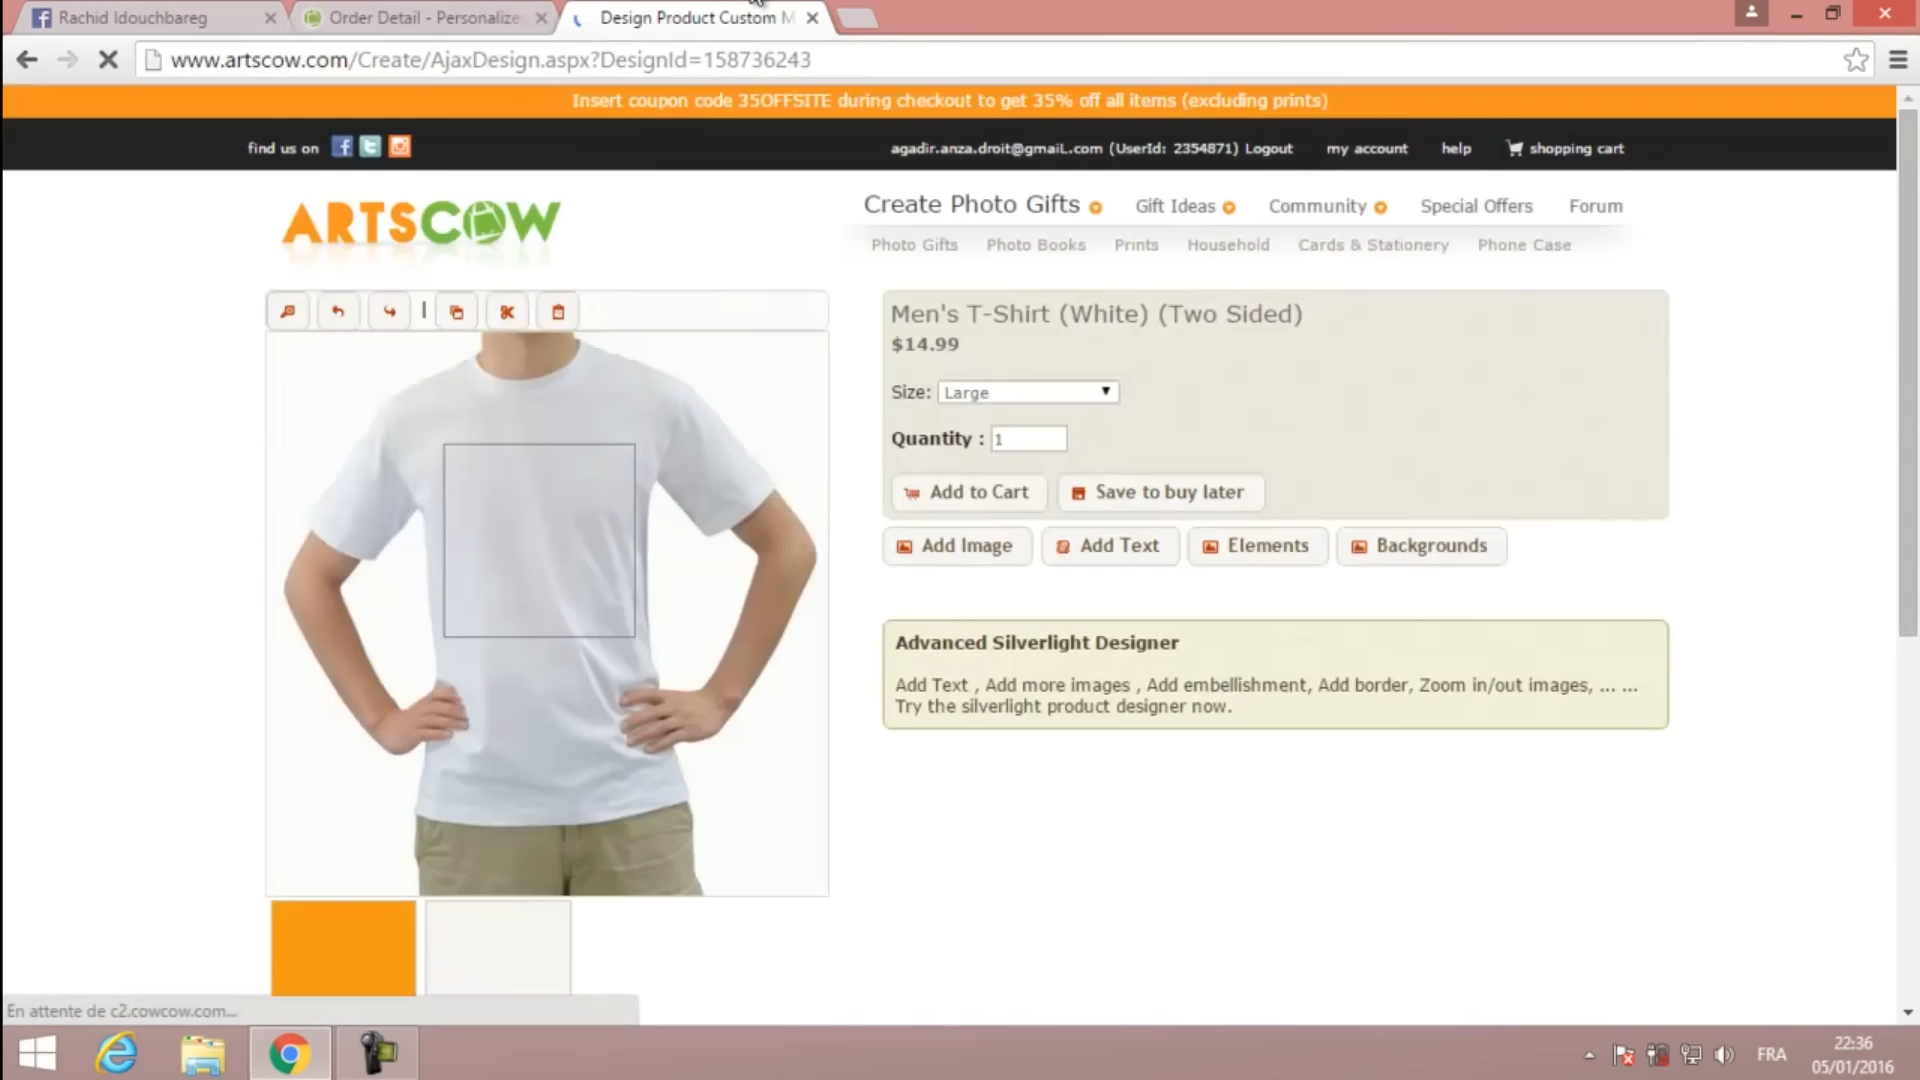 Rachid Idouchbareg
Order Detail - Personalize
Design Product Custom M
www.artscow.com/Create/AjaxDesign.aspx?DesignId=158736243
Insert coupon code 35OFFSITE during checkout to get 35% off all items (excluding prints)
find us on
agadir.anza.droit@gmaiL.com (UserId: 2354871) Logout my account help shopping cart
ARTSCOW
Create Photo Gifts Gift Ideas Community Special Offers Forum
Photo Gifts Photo Books Prints Household Cards & Stationery Phone Case
Men's T-Shirt (White) (Two Sided)
$14.99
Size: Large
Quantity : 1
Add to Cart Save to buy later
Add Image Add Text Elements Backgrounds
Advanced Silverlight Designer
Add Text , Add more images , Add embellishment, Add border, Zoom in/out images, ... ...
Try the silverlight product designer now.
En attente de c2.cowcow.com...
FRA
22:36
05/01/2016